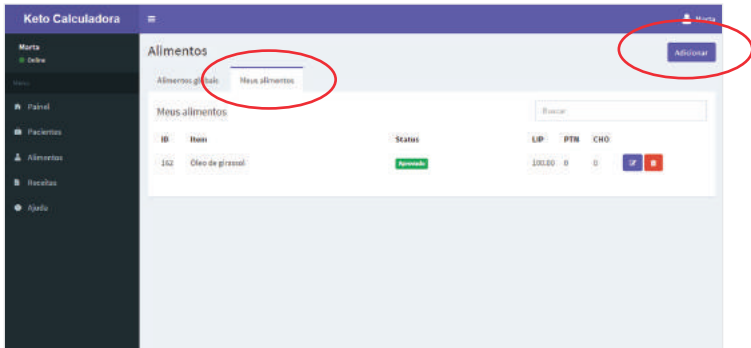 Keto Calculadora
Marta
Marta
Online
Menu
Painel
Pacientes
Alimentos
Receitas
Ajuda
Alimentos
Adicionar
Alimentos globais
Meus alimentos
Meus alimentos
Buscar
ID Item Status LIP PTN CHO
162 Óleo de girassol Aprovado 100.00 0 0